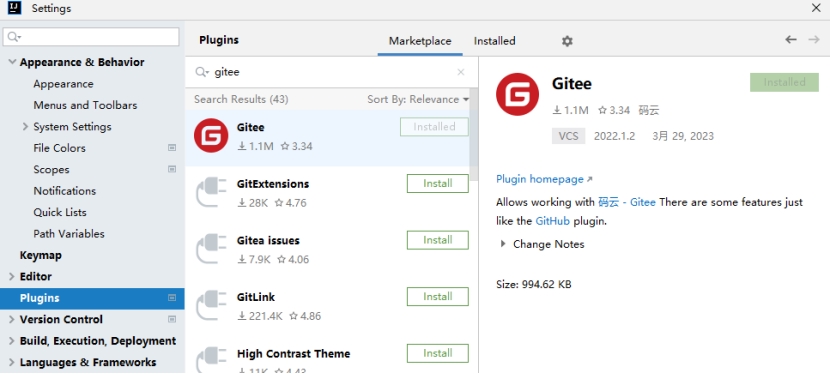 Settings
Plugins
Marketplace
Installed
Appearance & Behavior
Appearance
Menus and Toolbars
System Settings
File Colors
Scopes
Notifications
Quick Lists
Path Variables
Keymap
Editor
Plugins
Version Control
Build, Execution, Deployment
Languages & Frameworks
gitee
Search Results (43)
Sort By: Relevance
Gitee
Installed
1.1M 3.34
GitExtensions
Install
28K 4.76
Gitea issues
Install
7.9K 4.06
GitLink
Install
221.4K 4.86
High Contrast Theme
Install
11K 4.43
Gitee
Installed
1.1M 3.34 码云
VCS 2022.1.2 3月 29, 2023
Plugin homepage
Allows working with 码云 - Gitee There are some features just
like the GitHub plugin.
Change Notes
Size: 994.62 KB